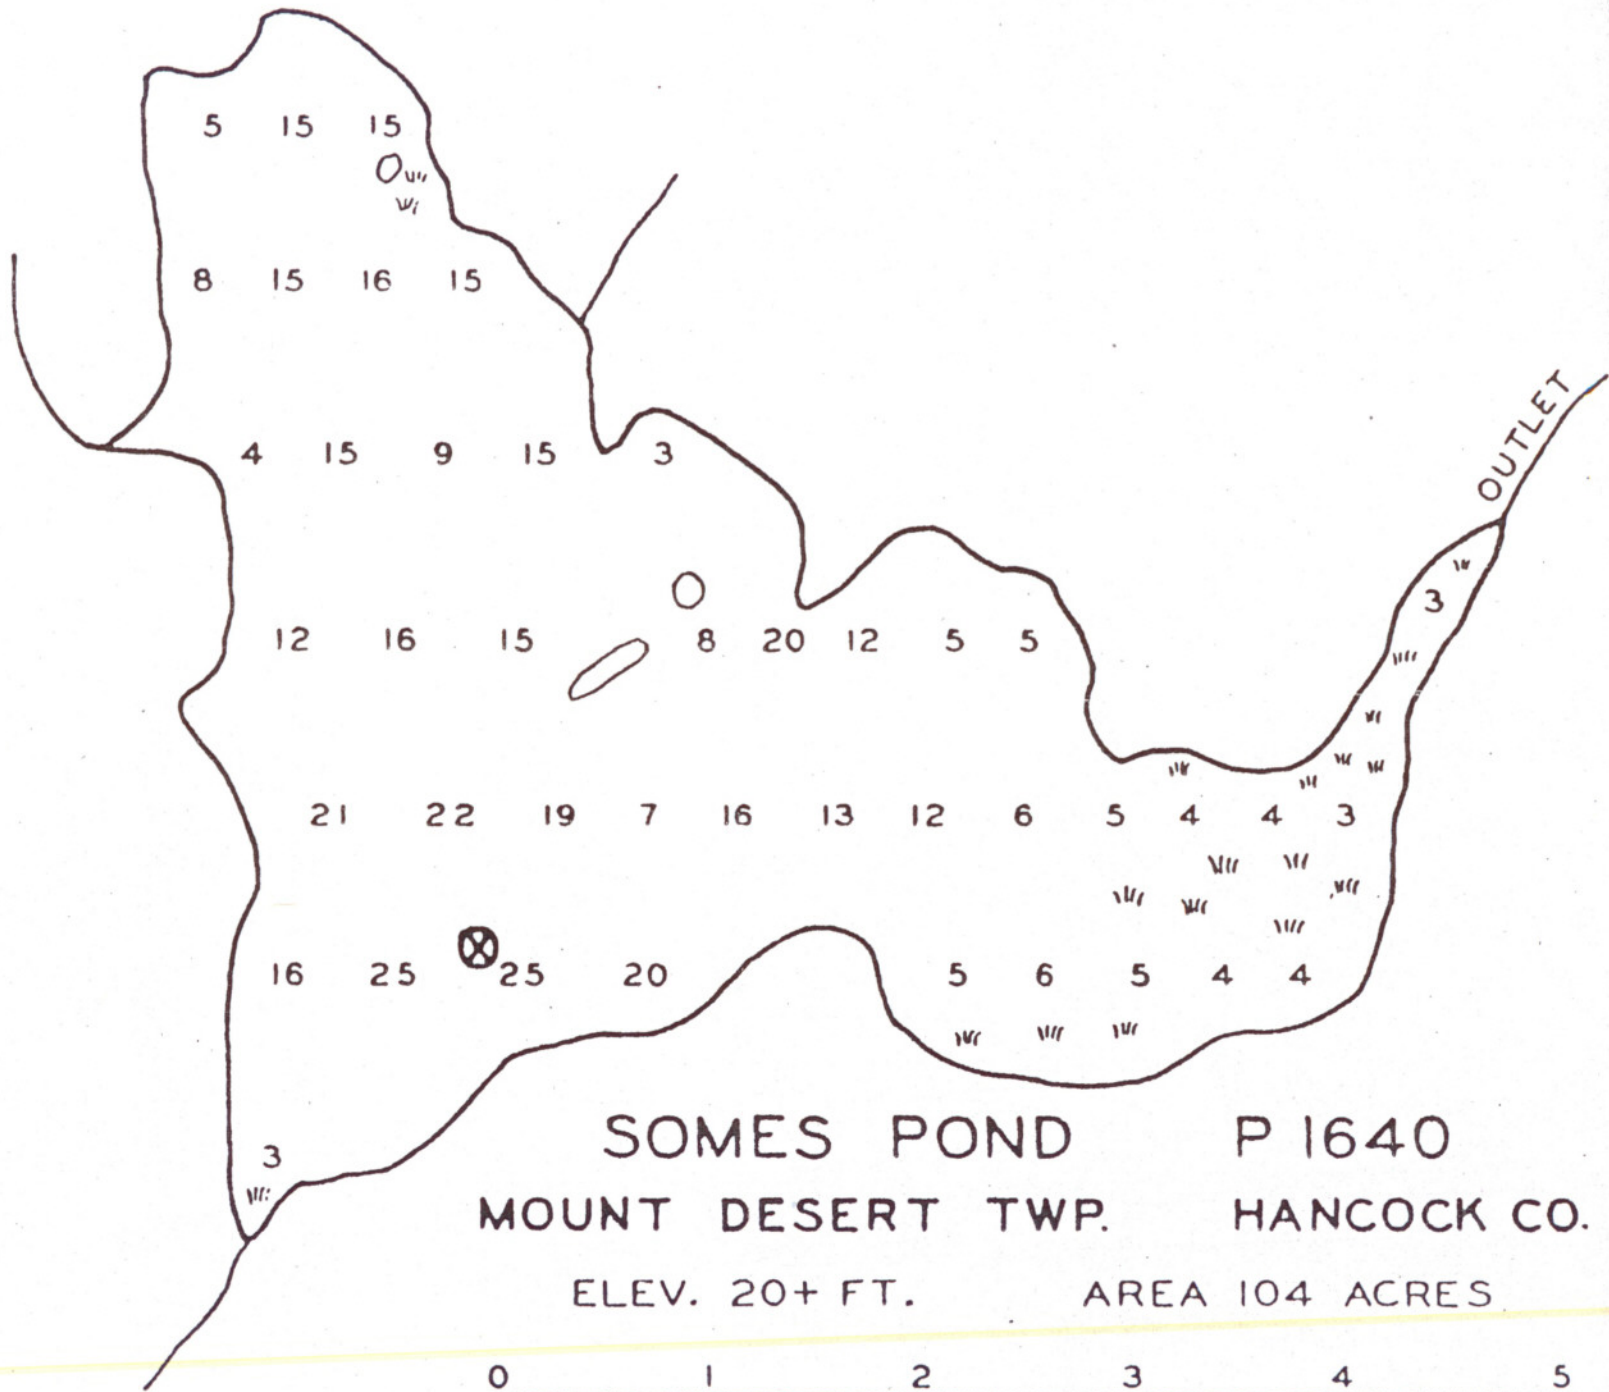 5 15 15
8 15 16 15
4 15 9 15 3
OUTLET
3
12 16 15 8 20 12 5 5
21 22 19 7 16 13 12 6 5 4 4 3
16 25 25 20 5 6 5 4 4
3
SOMES POND P 1640
MOUNT DESERT TWP. HANCOCK CO.
ELEV. 20+ FT. AREA 104 ACRES
0 1 2 3 4 5